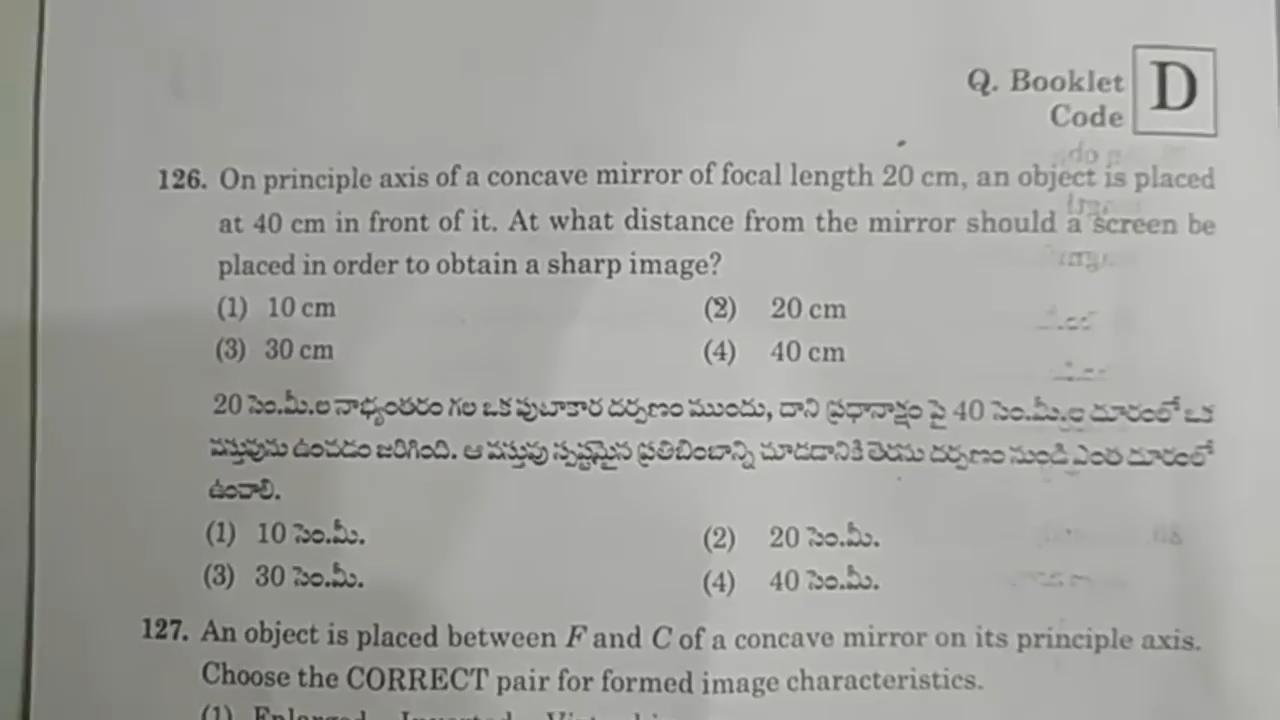 Q. Booklet
Code
D
126. On principle axis of a concave mirror of focal length 20 cm, an object is placed
at 40 cm in front of it. At what distance from the mirror should a screen be
placed in order to obtain a sharp image?
(1) 10 cm (2) 20 cm
(3) 30 cm (4) 40 cm
20 సెం.మీ.ల నాభ్యంతరం గల ఒక పుటాకార దర్పణం ముందు, దాని ప్రధానాక్షం పై 40 సెం.మీ.ల దూరంలో ఒక
వస్తువును ఉంచడం జరిగింది. ఆ వస్తువు స్పష్టమైన ప్రతిబింబాన్ని చూడడానికి తెరను దర్పణం నుండి ఎంత దూరంలో
ఉంచాలి.
(1) 10 సెం.మీ. (2) 20 సెం.మీ.
(3) 30 సెం.మీ. (4) 40 సెం.మీ.
127. An object is placed between F and C of a concave mirror on its principle axis.
Choose the CORRECT pair for formed image characteristics.
(1) Enlarged Inverted